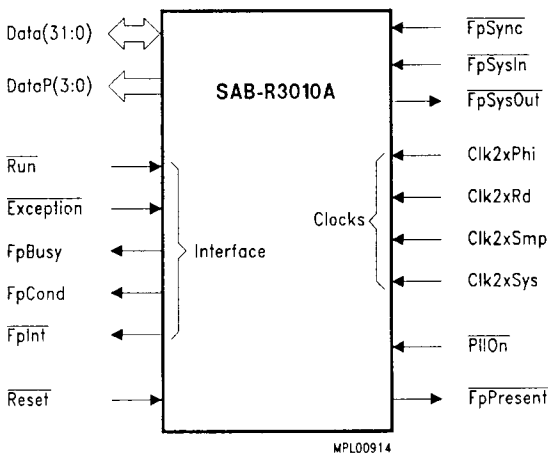 Data(31:0)
DataP(3:0)
Run
Exception
FpBusy
FpCond
FpInt
Reset
SAB-R3010A
Interface
Clocks
FpSync
FpSysIn
FpSysOut
Clk2xPhi
Clk2xRd
Clk2xSmp
Clk2xSys
PllOn
FpPresent
MPL00914